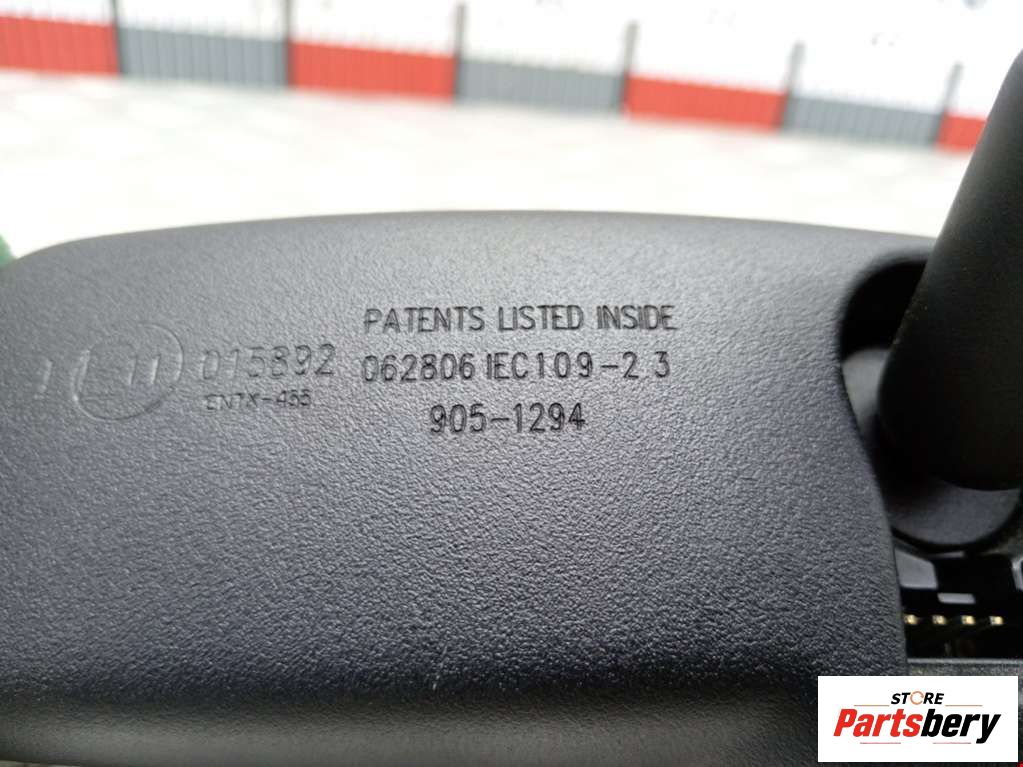 PATENTS LISTED INSIDE
015892
062806 IEC109-2.3
905-1294
STORE
Partsbery